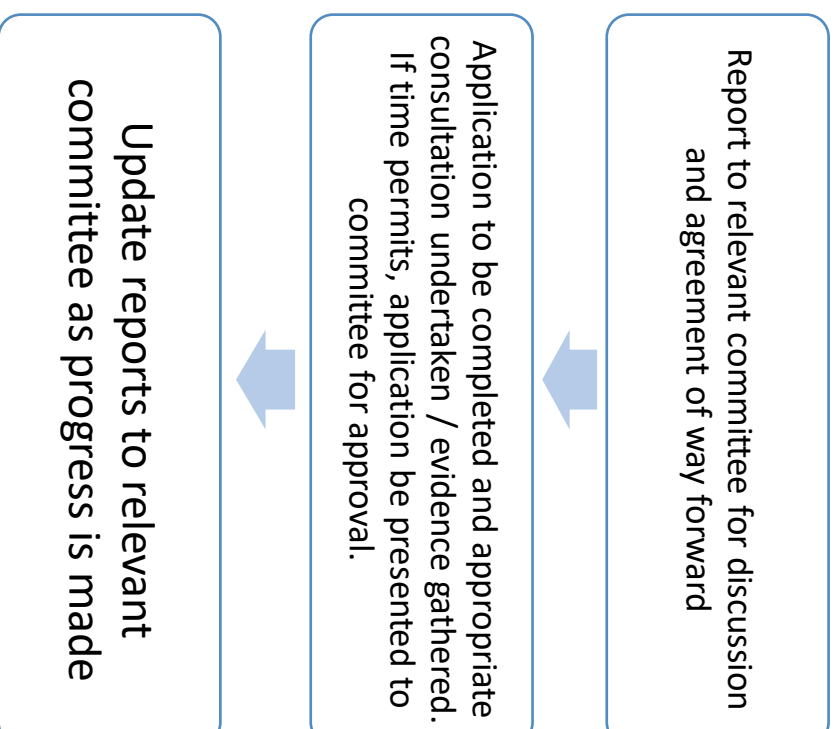 Report to relevant committee for discussion
and agreement of way forward
Application to be completed and appropriate
consultation undertaken / evidence gathered.
If time permits, application be presented to
committee for approval.
Update reports to relevant
committee as progress is made